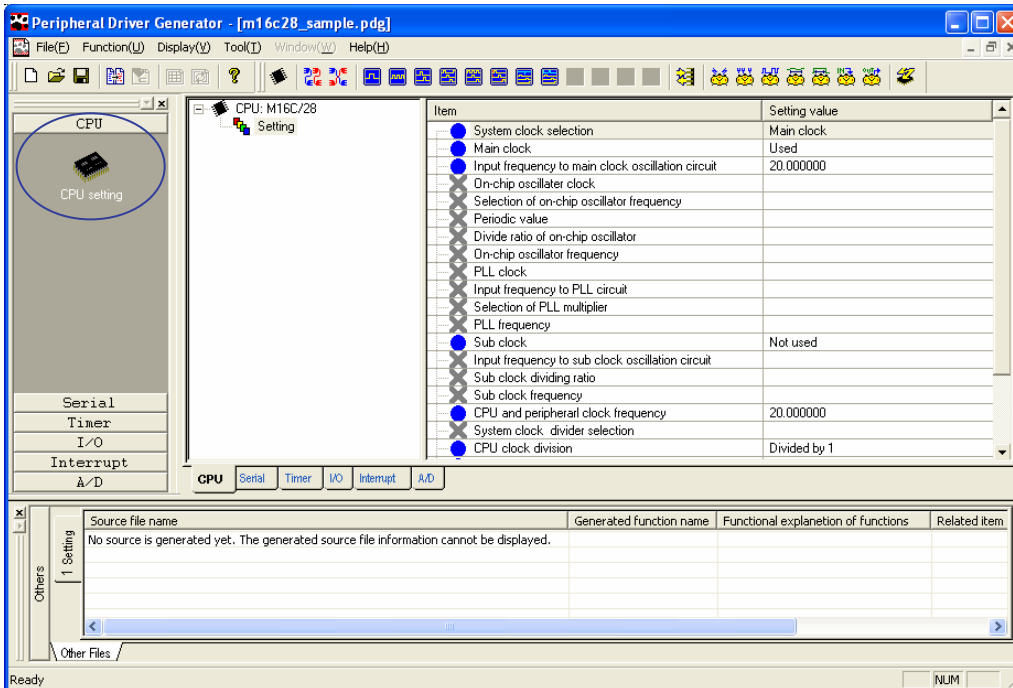 Peripheral Driver Generator - [m16c28_sample.pdg]
File(F) Function(U) Display(V) Tool(T) Window(W) Help(H)
CPU
CPU setting
Serial
Timer
I/O
Interrupt
A/D
CPU: M16C/28
Setting
Item Setting value
System clock selection Main clock
Main clock Used
Input frequency to main clock oscillation circuit 20.000000
On-chip oscillater clock
Selection of on-chip oscillator frequency
Periodic value
Divide ratio of on-chip oscillator
On-chip oscillator frequency
PLL clock
Input frequency to PLL circuit
Selection of PLL multiplier
PLL frequency
Sub clock Not used
Input frequency to sub clock oscillation circuit
Sub clock dividing ratio
Sub clock frequency
CPU and peripherarl clock frequency 20.000000
System clock divider selection
CPU clock division Divided by 1
CPU Serial Timer I/O Interrupt A/D
Others
1 Setting
Source file name Generated function name Functional explanetion of functions Related item
No source is generated yet. The generated source file information cannot be displayed.
Other Files
Ready NUM